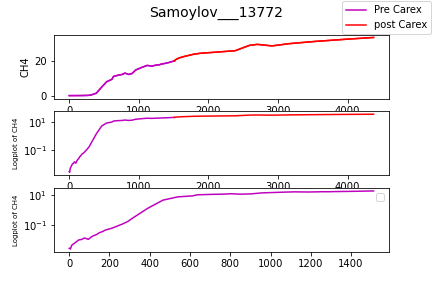 Samoylov___13772
Pre Carex
post Carex
CH4
20
0
0 1000 2000 3000 4000
Logplot of CH4
10^1
10^-1
0 1000 2000 3000 4000
Logplot of CH4
10^1
10^-1
0 200 400 600 800 1000 1200 1400